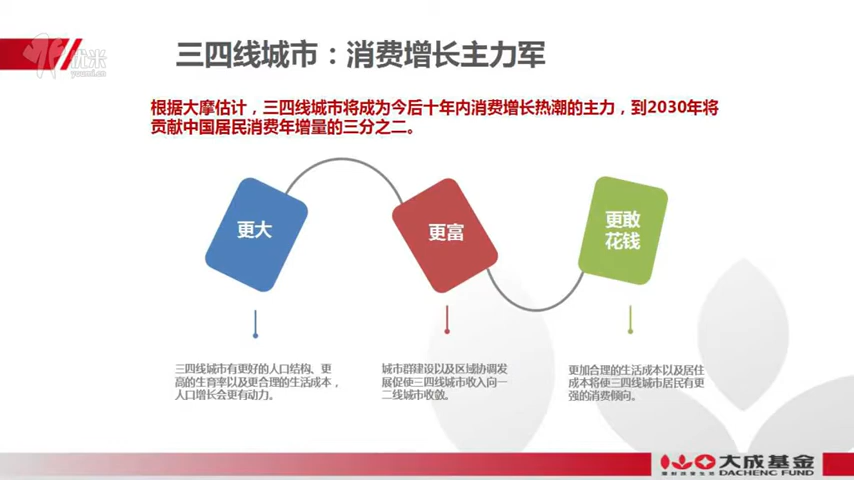 优米
youmi.cn
三四线城市：消费增长主力军
根据大摩估计，三四线城市将成为今后十年内消费增长热潮的主力，到2030年将
贡献中国居民消费年增量的三分之二。
更大
更富
更敢
花钱
三四线城市有更好的人口结构、更
高的生育率以及更合理的生活成本，
人口增长会更有动力。
城市群建设以及区域协调发
展促使三四线城市收入向一
二线城市收敛。
更加合理的生活成本以及居住
成本将使三四线城市居民有更
强的消费倾向。
大成基金
DACHENG FUND